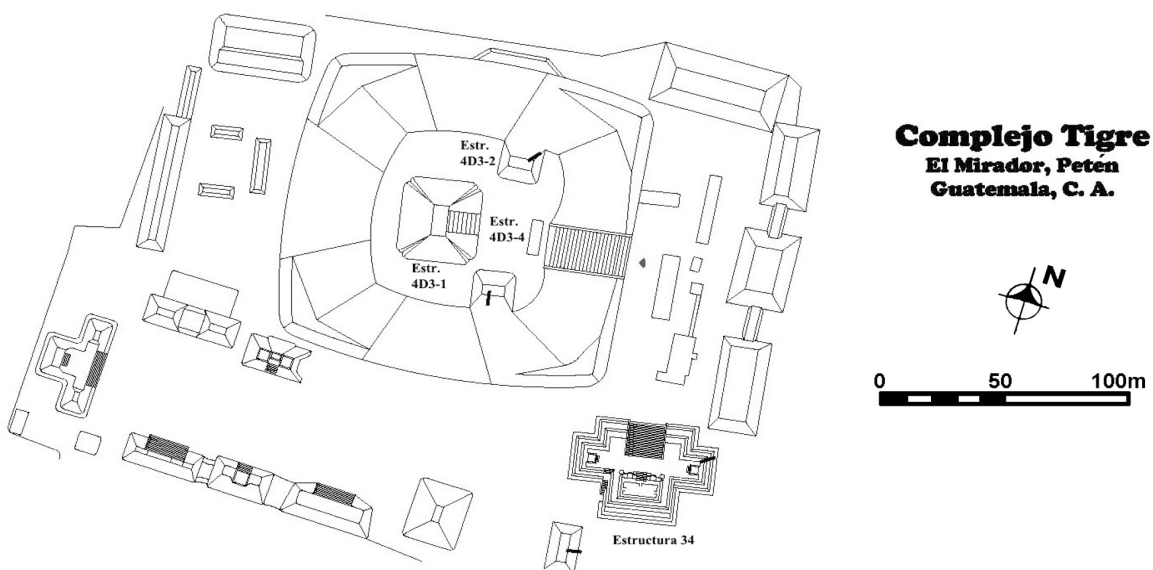 Complejo Tigre
El Mirador, Petén
Guatemala, C. A.
Estr.
4D3-2
Estr.
4D3-4
Estr.
4D3-1
N
0 50 100m
Estructura 34